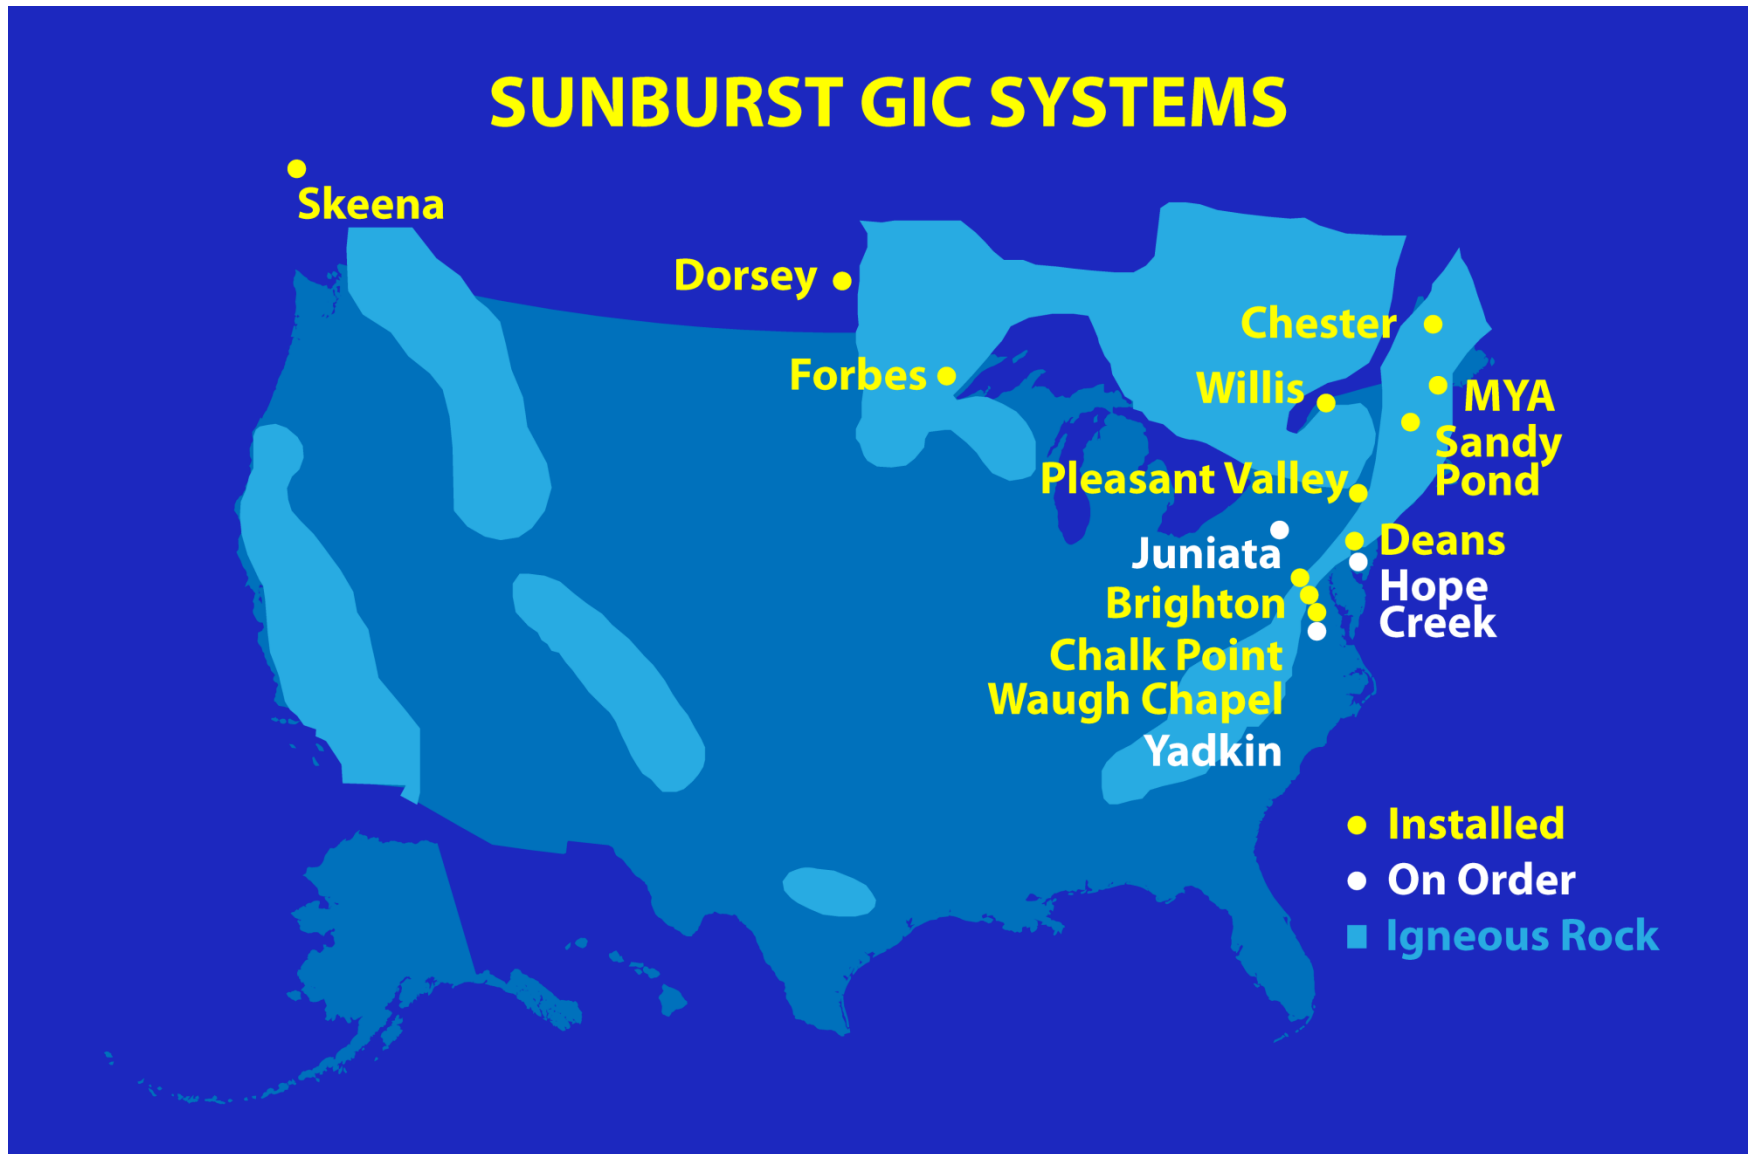 SUNBURST GIC SYSTEMS
Skeena
Dorsey
Chester
Forbes
Willis
MYA
Sandy
Pond
Pleasant Valley
Deans
Juniata
Hope
Creek
Brighton
Chalk Point
Waugh Chapel
Yadkin
Installed
On Order
Igneous Rock